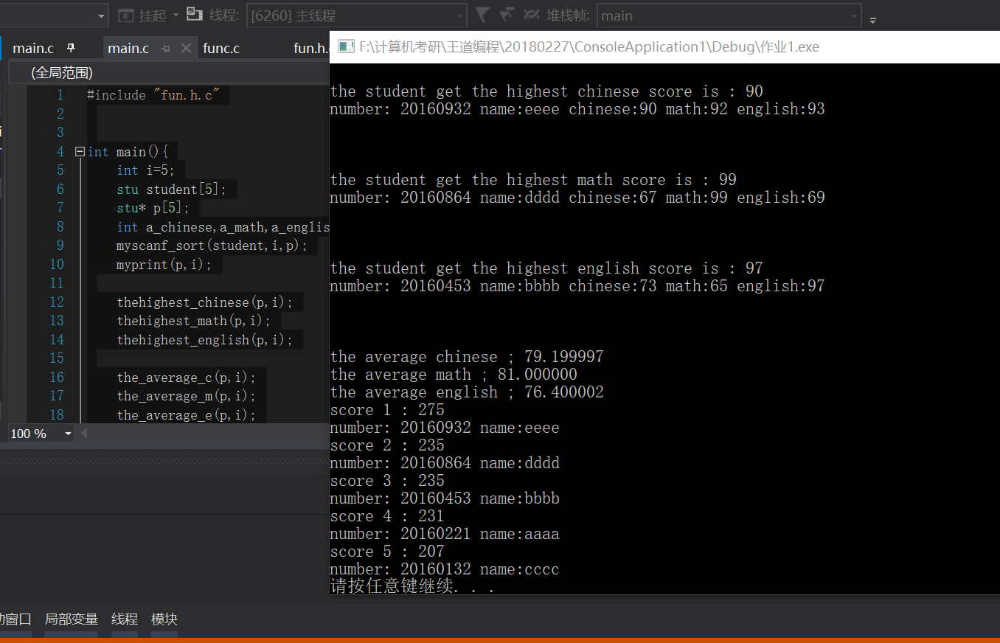 挂起 线程: [6260] 主线程 堆栈帧: main
main.c main.c func.c fun.h.
(全局范围)
1 #include "fun.h.c"
2
3
4 int main(){
5 int i=5;
6 stu student[5];
7 stu* p[5];
8 int a_chinese,a_math,a_englis
9 myscanf_sort(student,i,p);
10 myprint(p,i);
11
12 thehighest_chinese(p,i);
13 thehighest_math(p,i);
14 thehighest_english(p,i);
15
16 the_average_c(p,i);
17 the_average_m(p,i);
18 the_average_e(p,i);
100 %
F:\计算机考研\王道编程\20180227\ConsoleApplication1\Debug\作业1.exe
the student get the highest chinese score is : 90
number: 20160932 name:eeee chinese:90 math:92 english:93
the student get the highest math score is : 99
number: 20160864 name:dddd chinese:67 math:99 english:69
the student get the highest english score is : 97
number: 20160453 name:bbbb chinese:73 math:65 english:97
the average chinese ; 79.199997
the average math ; 81.000000
the average english ; 76.400002
score 1 : 275
number: 20160932 name:eeee
score 2 : 235
number: 20160864 name:dddd
score 3 : 235
number: 20160453 name:bbbb
score 4 : 231
number: 20160221 name:aaaa
score 5 : 207
number: 20160132 name:cccc
请按任意键继续. . .
窗口 局部变量 线程 模块